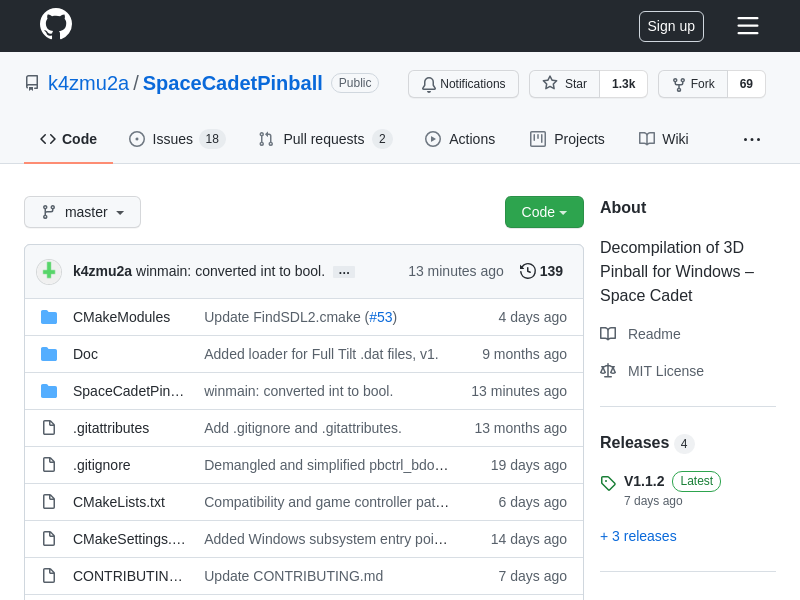 Sign up
k4zmu2a / SpaceCadetPinball Public
Notifications Star 1.3k Fork 69
Code Issues 18 Pull requests 2 Actions Projects Wiki ...
master Code
k4zmu2a winmain: converted int to bool. ... 13 minutes ago 139
CMakeModules Update FindSDL2.cmake (#53) 4 days ago
Doc Added loader for Full Tilt .dat files, v1. 9 months ago
SpaceCadetPin... winmain: converted int to bool. 13 minutes ago
.gitattributes Add .gitignore and .gitattributes. 13 months ago
.gitignore Demangled and simplified pbctrl_bdo... 19 days ago
CMakeLists.txt Compatibility and game controller pat... 6 days ago
CMakeSettings.... Added Windows subsystem entry poi... 14 days ago
CONTRIBUTIN... Update CONTRIBUTING.md 7 days ago
About
Decompilation of 3D
Pinball for Windows –
Space Cadet
Readme
MIT License
Releases 4
V1.1.2 Latest
7 days ago
+ 3 releases